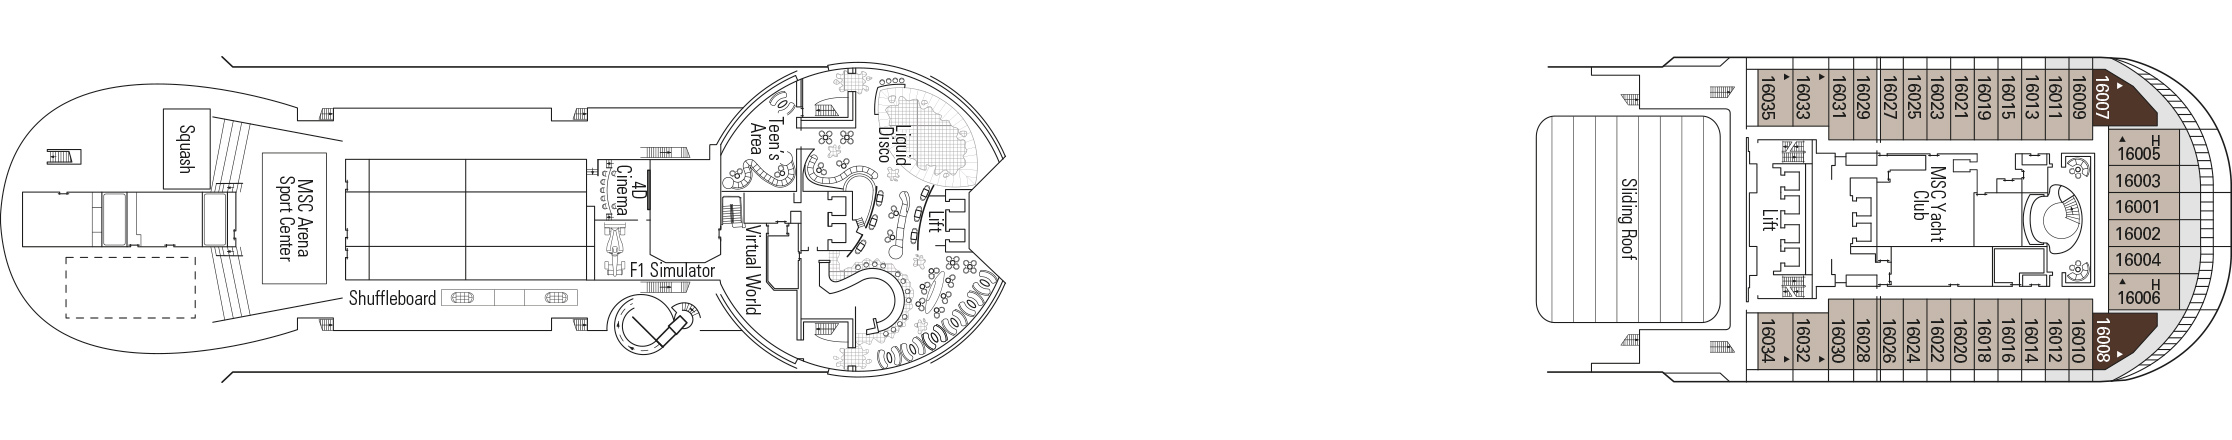 Squash
MSC Arena
Sport Center
Shuffleboard
4D
Cinema
F1 Simulator
Teen's
Area
Virtual World
Liquid
Disco
Lift
Sliding Roof
Lift
MSC Yacht
Club
16035
16033
16031
16029
16027
16025
16023
16021
16019
16015
16013
16011
16009
16007
H
16005
16003
16001
16002
16004
H
16006
16034
16032
16030
16028
16026
16024
16022
16020
16018
16016
16014
16012
16010
16008